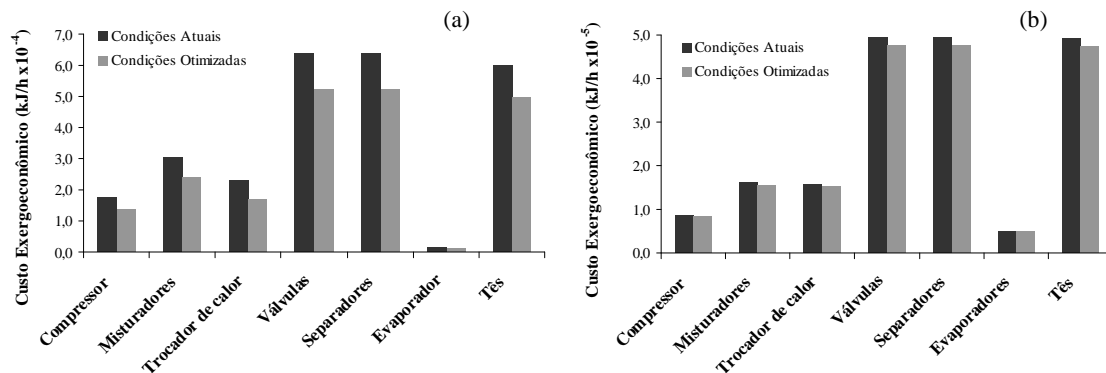 (a)
Custo Exergoeconômico (kJ/h x10-4)
7,0
6,0
5,0
4,0
3,0
2,0
1,0
0,0
Condições Atuais
Condições Otimizadas
Compressor
Misturadores
Trocador de calor
Válvulas
Separadores
Evaporador
Tês
(b)
Custo Exergoeconômico (kJ/h x10-5)
5,0
4,0
3,0
2,0
1,0
0,0
Condições Atuais
Condições Otimizadas
Compressor
Misturadores
Trocador de calor
Válvulas
Separadores
Evaporadores
Tês